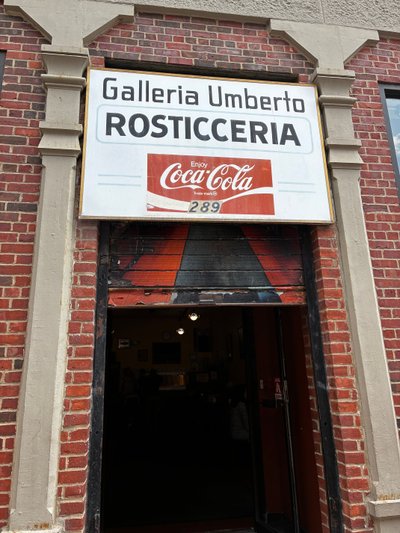 Galleria Umberto
ROSTICCERIA
Enjoy
Coca-Cola
289